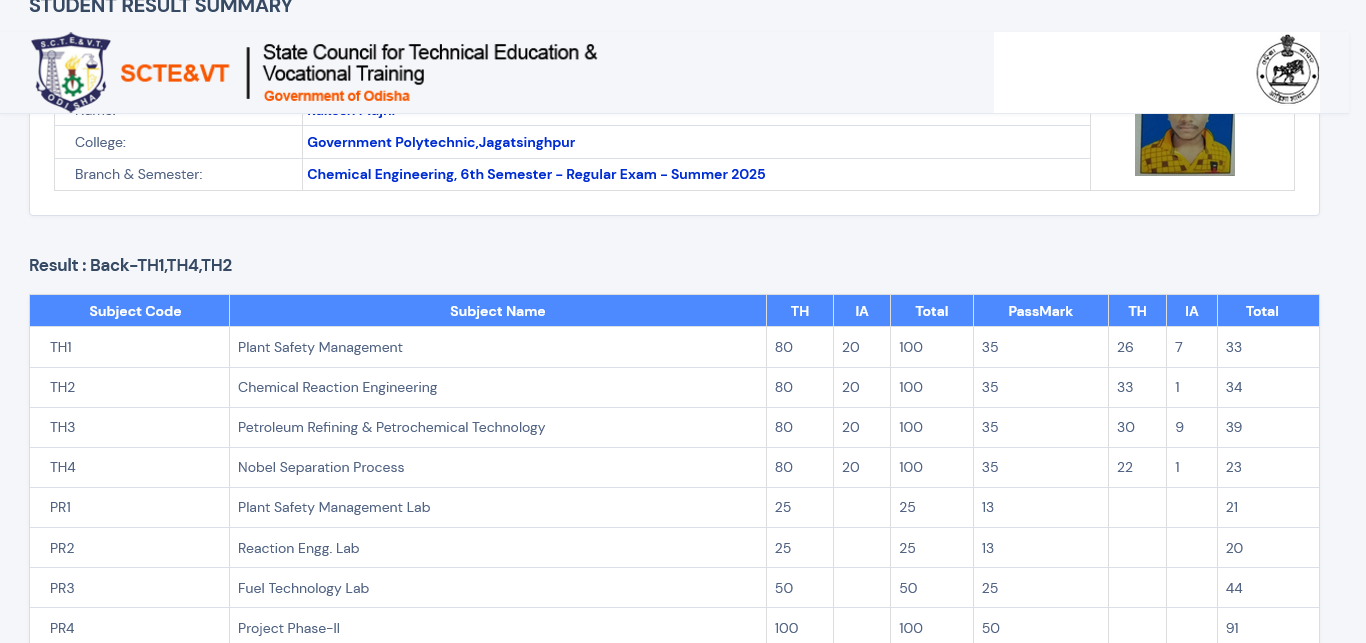 STUDENT RESULT SUMMARY
S.C.T.E.&V.T.
ODISHA
SCTE&VT
State Council for Technical Education &
Vocational Training
Government of Odisha
College: Government Polytechnic,Jagatsinghpur
Branch & Semester: Chemical Engineering, 6th Semester - Regular Exam - Summer 2025
Result : Back-TH1,TH4,TH2
Subject Code Subject Name TH IA Total PassMark TH IA Total
TH1 Plant Safety Management 80 20 100 35 26 7 33
TH2 Chemical Reaction Engineering 80 20 100 35 33 1 34
TH3 Petroleum Refining & Petrochemical Technology 80 20 100 35 30 9 39
TH4 Nobel Separation Process 80 20 100 35 22 1 23
PR1 Plant Safety Management Lab 25 25 13 21
PR2 Reaction Engg. Lab 25 25 13 20
PR3 Fuel Technology Lab 50 50 25 44
PR4 Project Phase-II 100 100 50 91